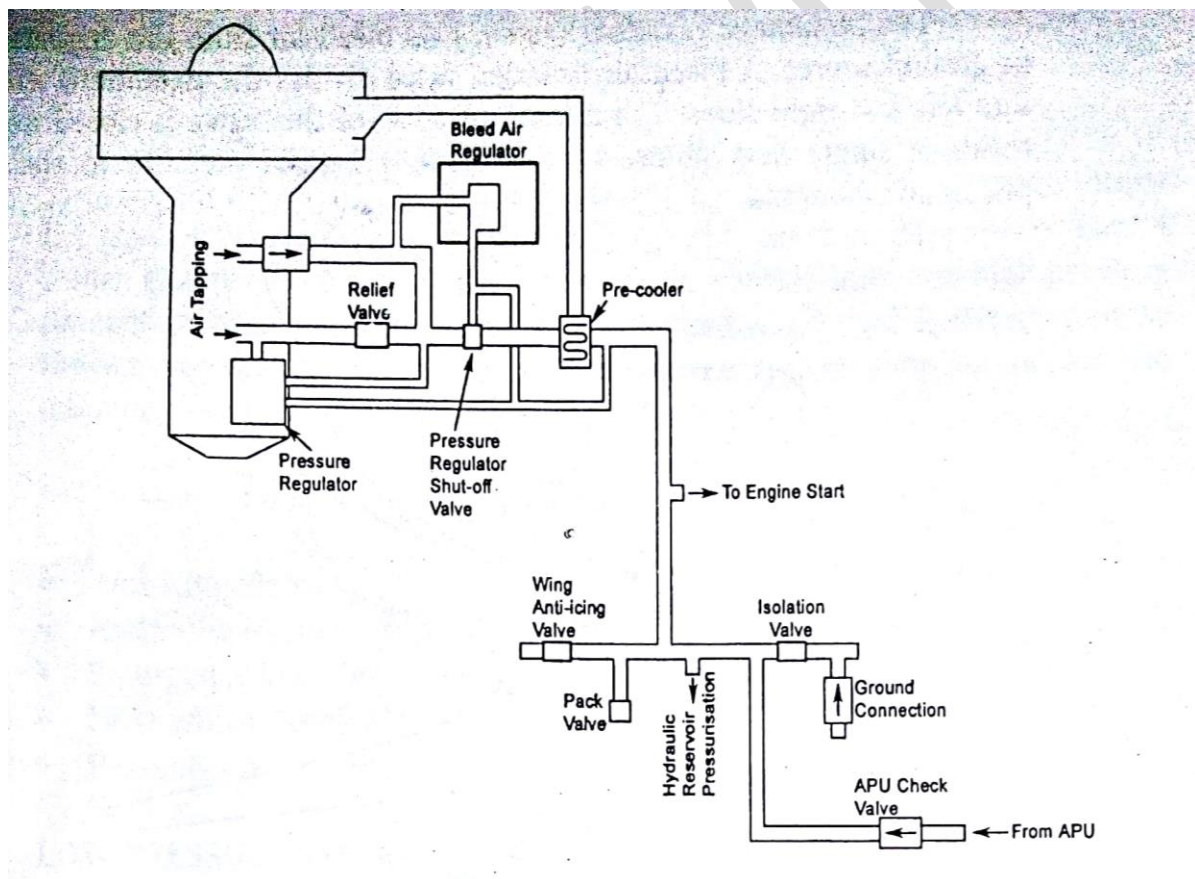 Bleed Air
Regulator
Air Tapping
Relief
Valve
Pre-cooler
Pressure
Regulator
Pressure
Regulator
Shut-off
Valve
To Engine Start
Wing
Anti-icing
Valve
Isolation
Valve
Pack
Valve
Hydraulic
Reservoir
Pressurisation
Ground
Connection
APU Check
Valve
From APU